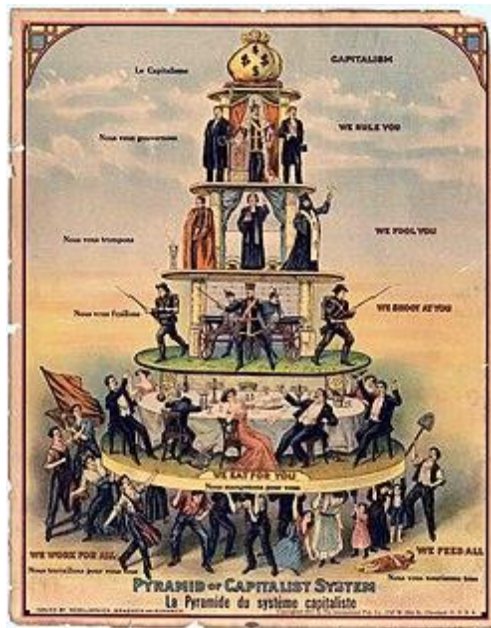 Le Capitalisme
CAPITALISM
Nous vous gouvernons
WE RULE YOU
Nous vous trompons
WE FOOL YOU
Nous vous fusillons
WE SHOOT AT YOU
WE EAT FOR YOU
Nous pour vous
WE WORK FOR ALL
WE FEED ALL
Nous travaillons pour vous tous
Nous vous nourrissons tous
PYRAMID OF CAPITALIST SYSTEM
La Pyramide du système capitaliste